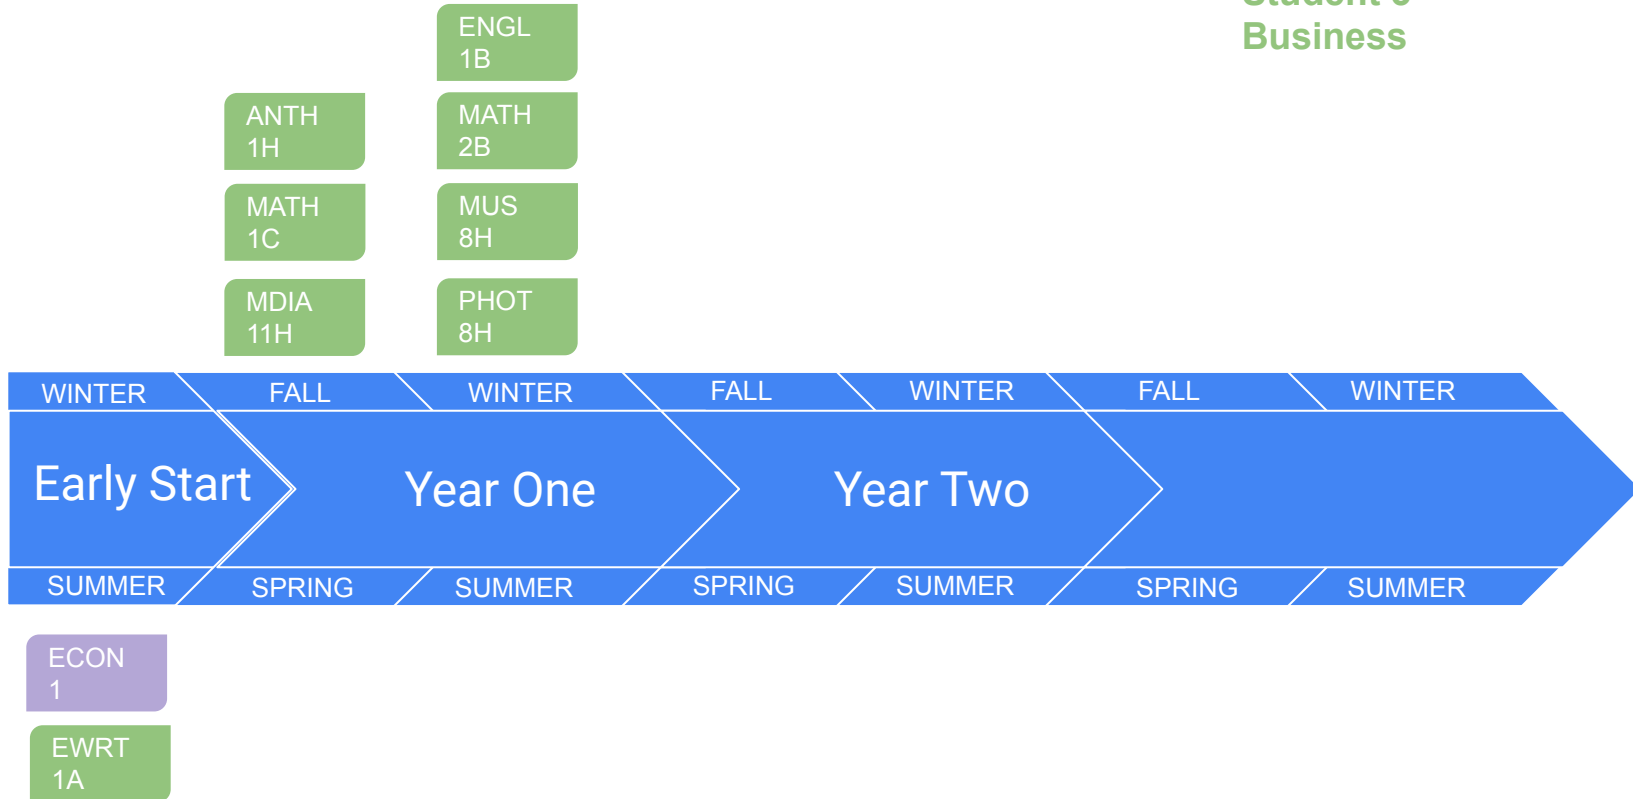 Business
ENGL
1B
ANTH
1H
MATH
2B
MATH
1C
MUS
8H
MDIA
11H
PHOT
8H
WINTER FALL WINTER FALL WINTER FALL WINTER
Early Start Year One Year Two
SUMMER SPRING SUMMER SPRING SUMMER SPRING SUMMER
ECON
1
EWRT
1A